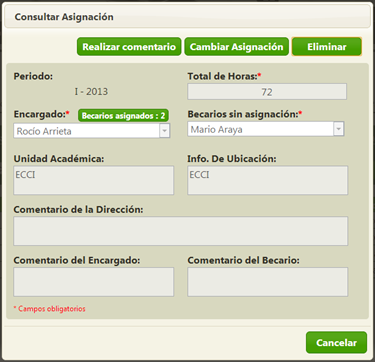 Consultar Asignación
Realizar comentario Cambiar Asignación Eliminar
Periodo: Total de Horas:*
I - 2013 72
Encargado:* Becarios asignados : 2 Becarios sin asignación:*
Rocío Arrieta Mario Araya
Unidad Académica: Info. De Ubicación:
ECCI ECCI
Comentario de la Dirección:
Comentario del Encargado: Comentario del Becario:
* Campos obligatorios
Cancelar